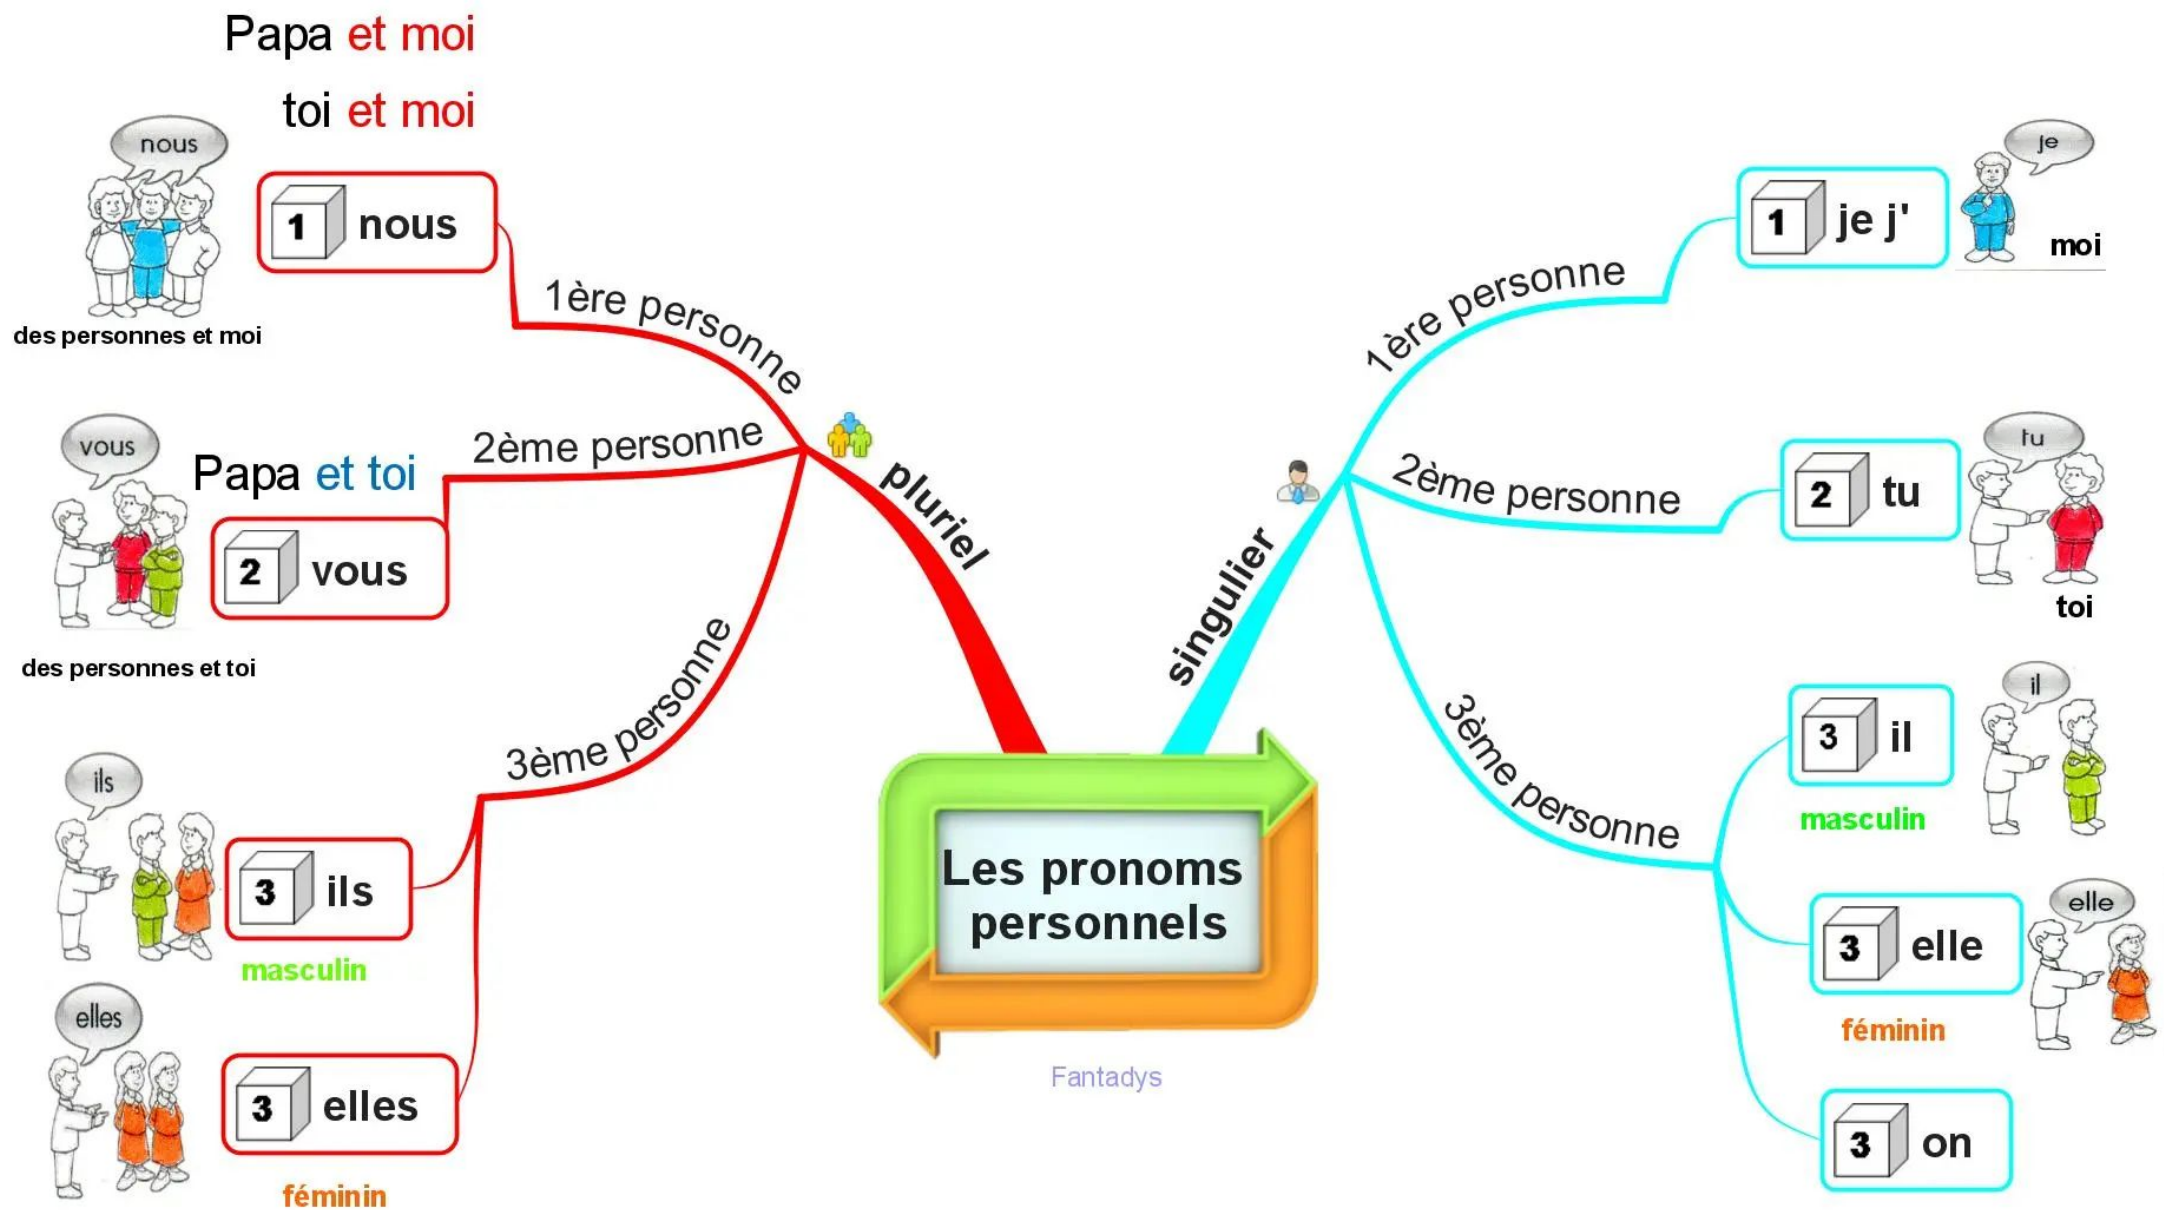 Papa et moi
toi et moi
nous
1 nous
des personnes et moi
1ère personne
vous
Papa et toi
2ème personne
2 vous
des personnes et toi
3ème personne
ils
3 ils
masculin
elles
3 elles
féminin
pluriel
singulier
Les pronoms
personnels
Fantadys
1ère personne
1 je j'
je
moi
2ème personne
2 tu
tu
toi
3ème personne
3 il
il
masculin
3 elle
elle
féminin
3 on